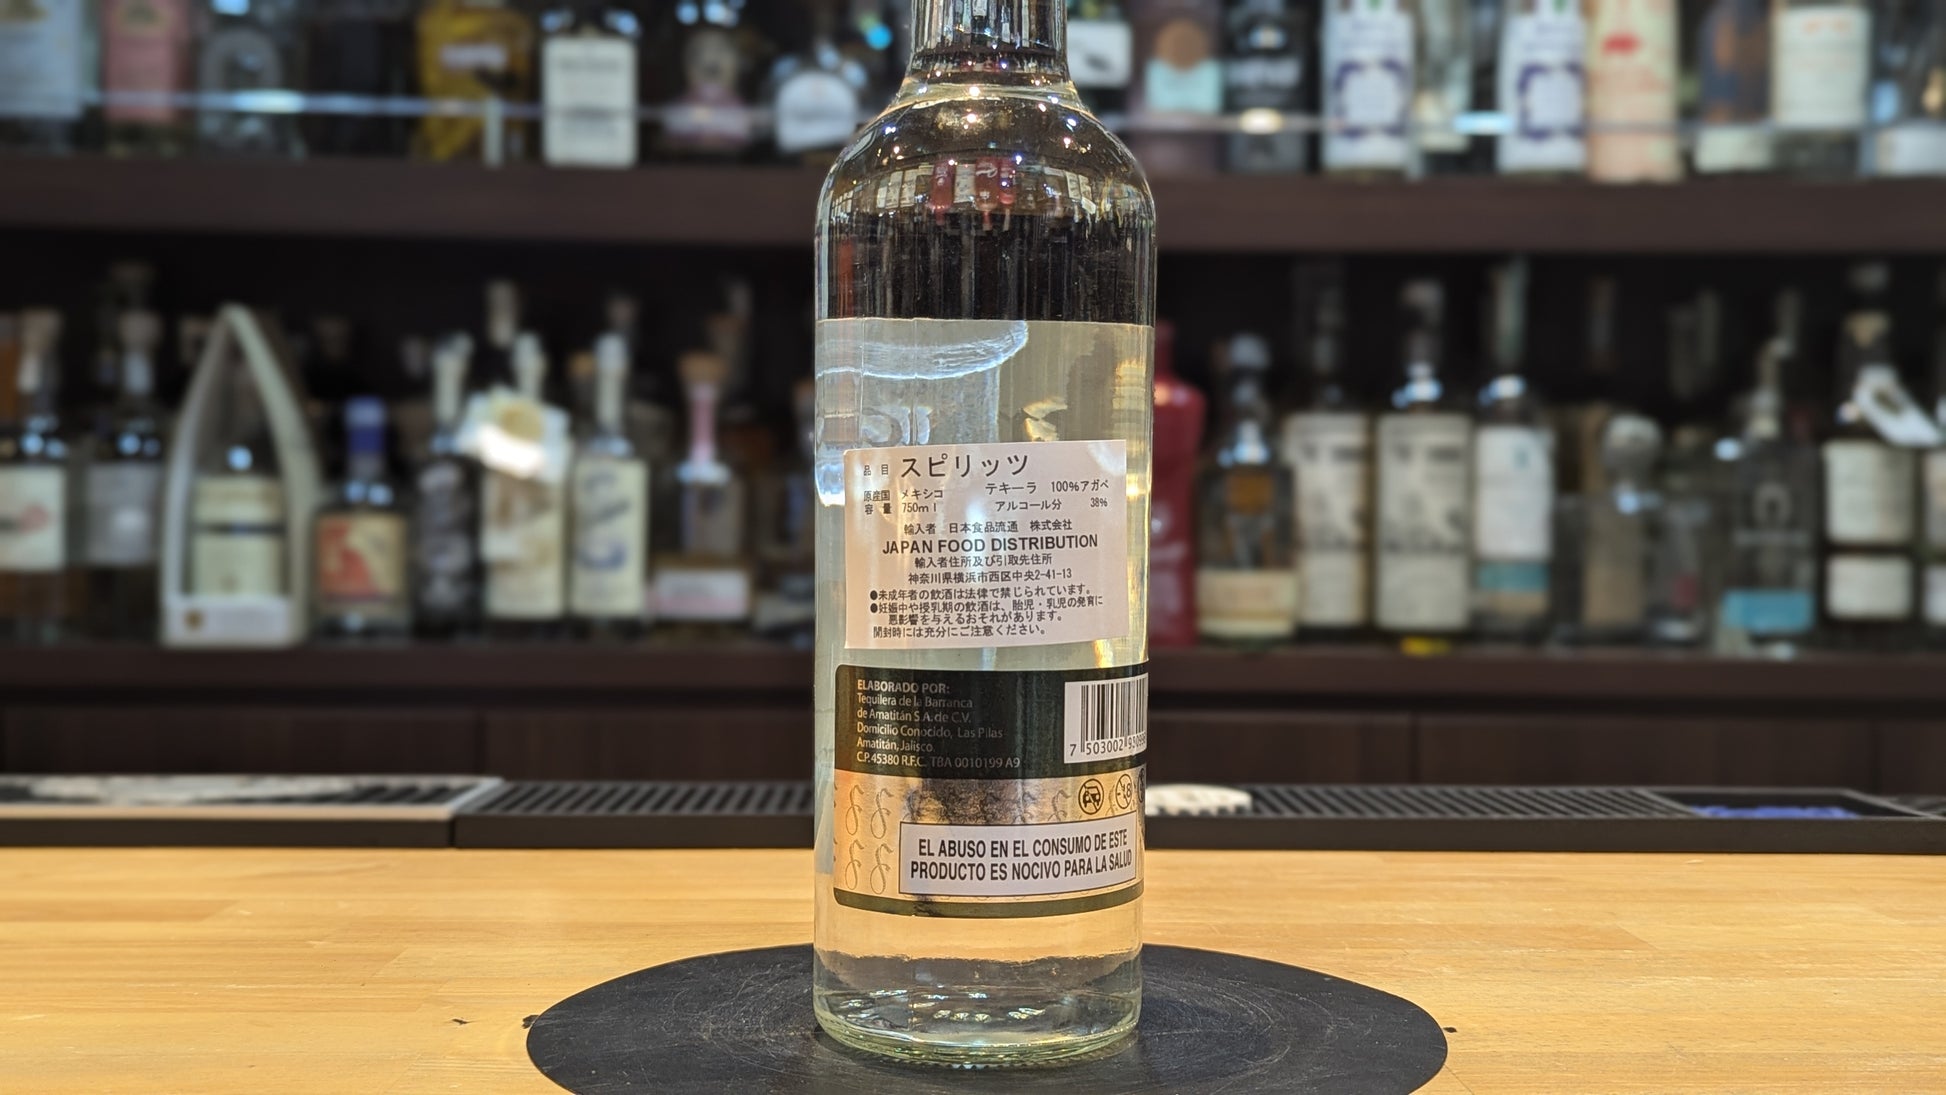 品目 スピリッツ
原産国 メキシコ テキーラ 100%アガベ
容量 750ml アルコール分 38%
輸入者 日本食品流通 株式会社
JAPAN FOOD DISTRIBUTION
輸入者住所及び引取先住所
神奈川県横浜市西区中央2-41-13
●未成年者の飲酒は法律で禁じられています。
●妊娠中や授乳期の飲酒は、胎児・乳児の発育に
悪影響を与えるおそれがあります。
開封時には充分にご注意ください。
ELABORADO POR:
Tequilera de la Barranca
de Amatitán S.A. de C.V.
Domicilio Conocido, Las Pilas
Amatitán, Jalisco.
C.P. 45380 R.F.C. TBA 0010199 A9
7 503002
EL ABUSO EN EL CONSUMO DE ESTE
PRODUCTO ES NOCIVO PARA LA SALUD